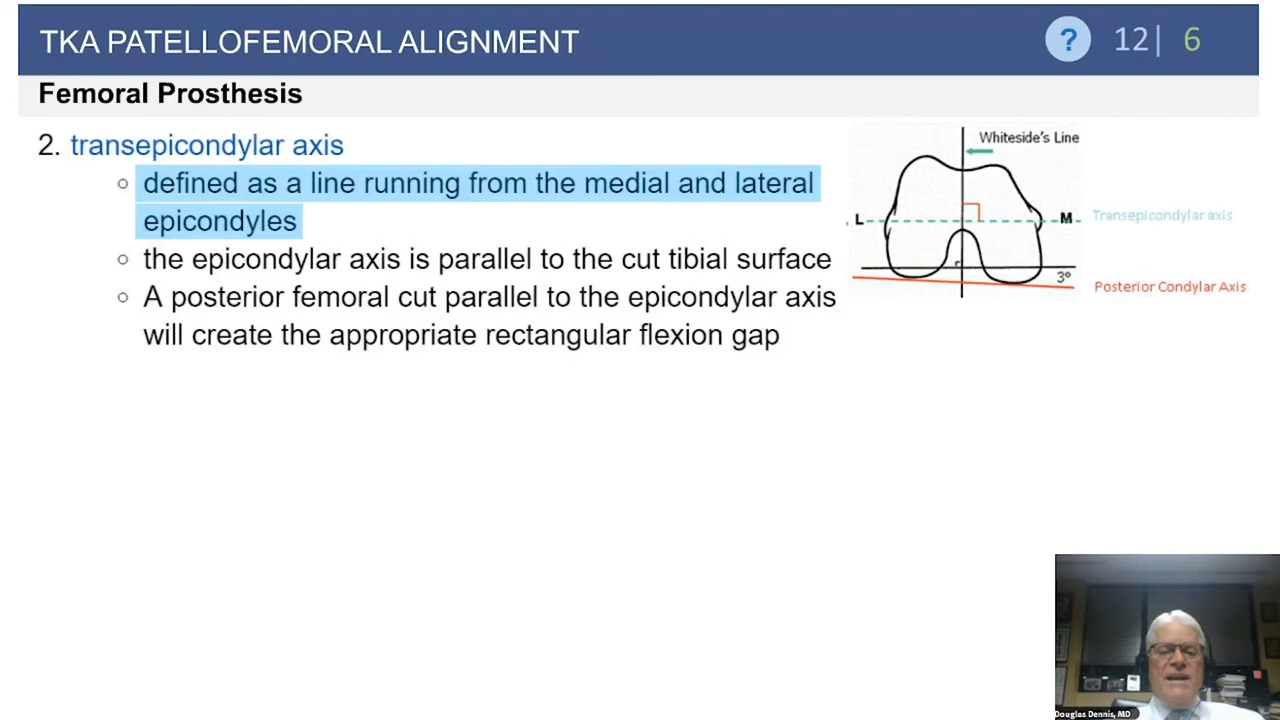 TKA PATELLOFEMORAL ALIGNMENT
? 12| 6
Femoral Prosthesis
2. transepicondylar axis
○ defined as a line running from the medial and lateral
epicondyles
○ the epicondylar axis is parallel to the cut tibial surface
○ A posterior femoral cut parallel to the epicondylar axis
will create the appropriate rectangular flexion gap
Whiteside's Line
L
M
Transepicondylar axis
3º
Posterior Condylar Axis
Douglas Dennis, MD